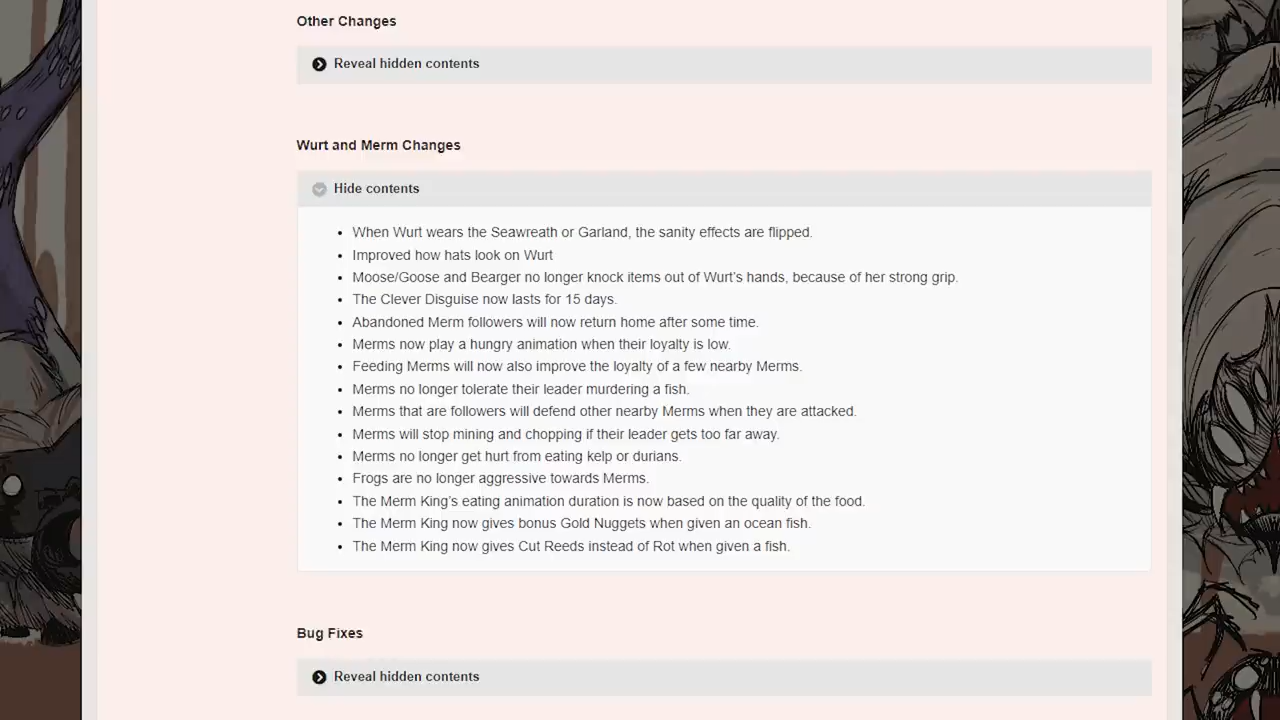 Other Changes
Reveal hidden contents
Wurt and Merm Changes
Hide contents
When Wurt wears the Seawreath or Garland, the sanity effects are flipped.
Improved how hats look on Wurt
Moose/Goose and Bearger no longer knock items out of Wurt's hands, because of her strong grip.
The Clever Disguise now lasts for 15 days.
Abandoned Merm followers will now return home after some time.
Merms now play a hungry animation when their loyalty is low.
Feeding Merms will now also improve the loyalty of a few nearby Merms.
Merms no longer tolerate their leader murdering a fish.
Merms that are followers will defend other nearby Merms when they are attacked.
Merms will stop mining and chopping if their leader gets too far away.
Merms no longer get hurt from eating kelp or durians.
Frogs are no longer aggressive towards Merms.
The Merm King's eating animation duration is now based on the quality of the food.
The Merm King now gives bonus Gold Nuggets when given an ocean fish.
The Merm King now gives Cut Reeds instead of Rot when given a fish.
Bug Fixes
Reveal hidden contents